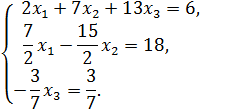 2x₁ + 7x₂ + 13x₃ = 6,
7/2 x₁ − 15/2 x₂ = 18,
−3/7 x₃ = 3/7.